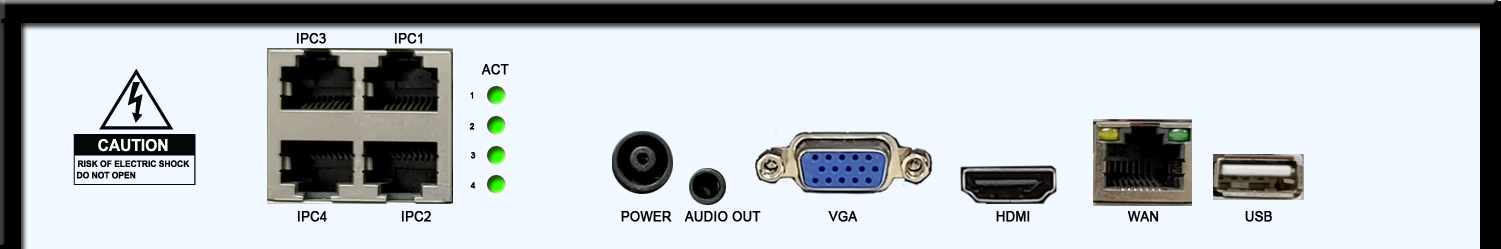 IPC3 IPC1
ACT
1
2
3
4
CAUTION
RISK OF ELECTRIC SHOCK
DO NOT OPEN
IPC4 IPC2
POWER AUDIO OUT VGA HDMI WAN USB